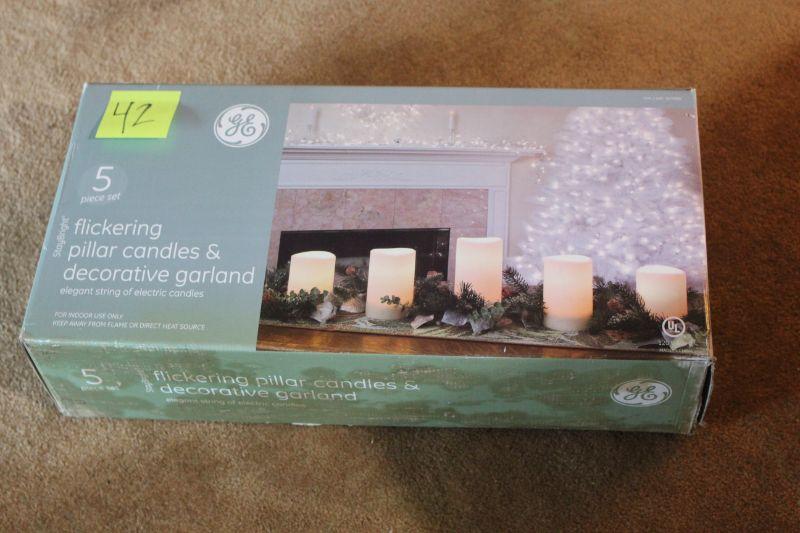 42
GE
5
piece set
StayBright®
flickering
pillar candles &
decorative garland
elegant string of electric candles
FOR INDOOR USE ONLY
KEEP AWAY FROM FLAME OR DIRECT HEAT SOURCE
UL
5
piece set
StayBright
flickering pillar candles &
decorative garland
elegant string of electric candles
GE